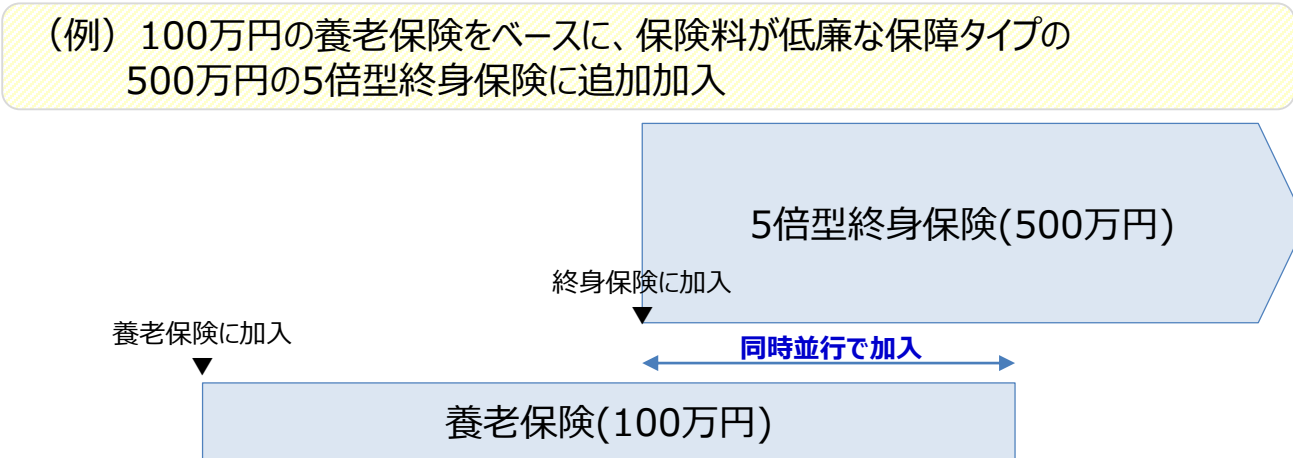 （例）100万円の養老保険をベースに、保険料が低廉な保障タイプの
500万円の5倍型終身保険に追加加入
5倍型終身保険(500万円)
終身保険に加入
養老保険に加入
同時並行で加入
養老保険(100万円)